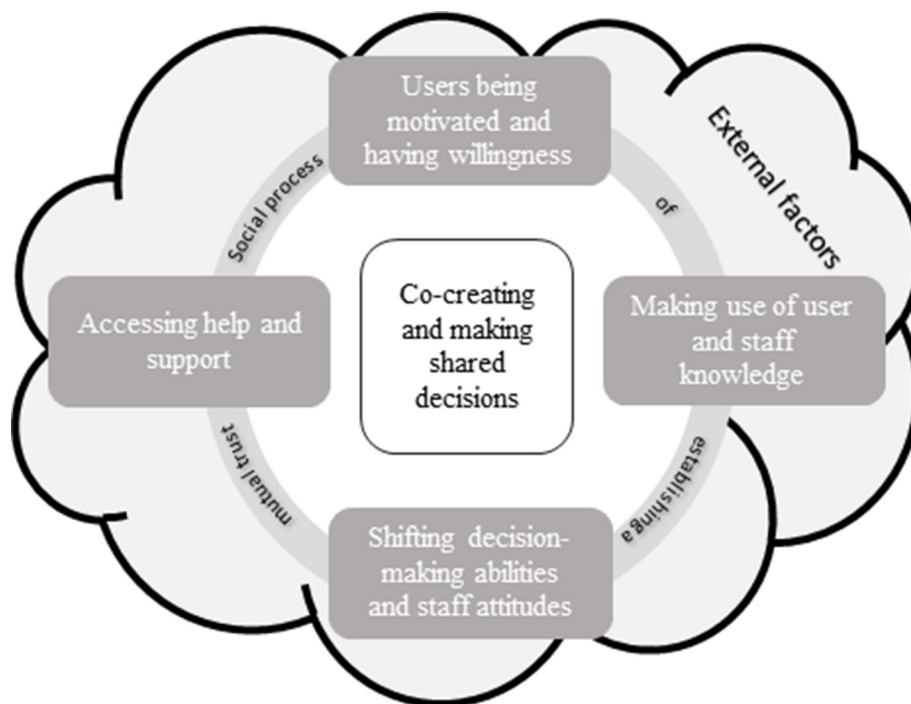 Users being
motivated and
having willingness
External factors
Social process
of
Accessing help and
support
Co-creating
and making
shared
decisions
Making use of user
and staff
knowledge
establishing a
mutual trust
Shifting decision-
making abilities
and staff attitudes